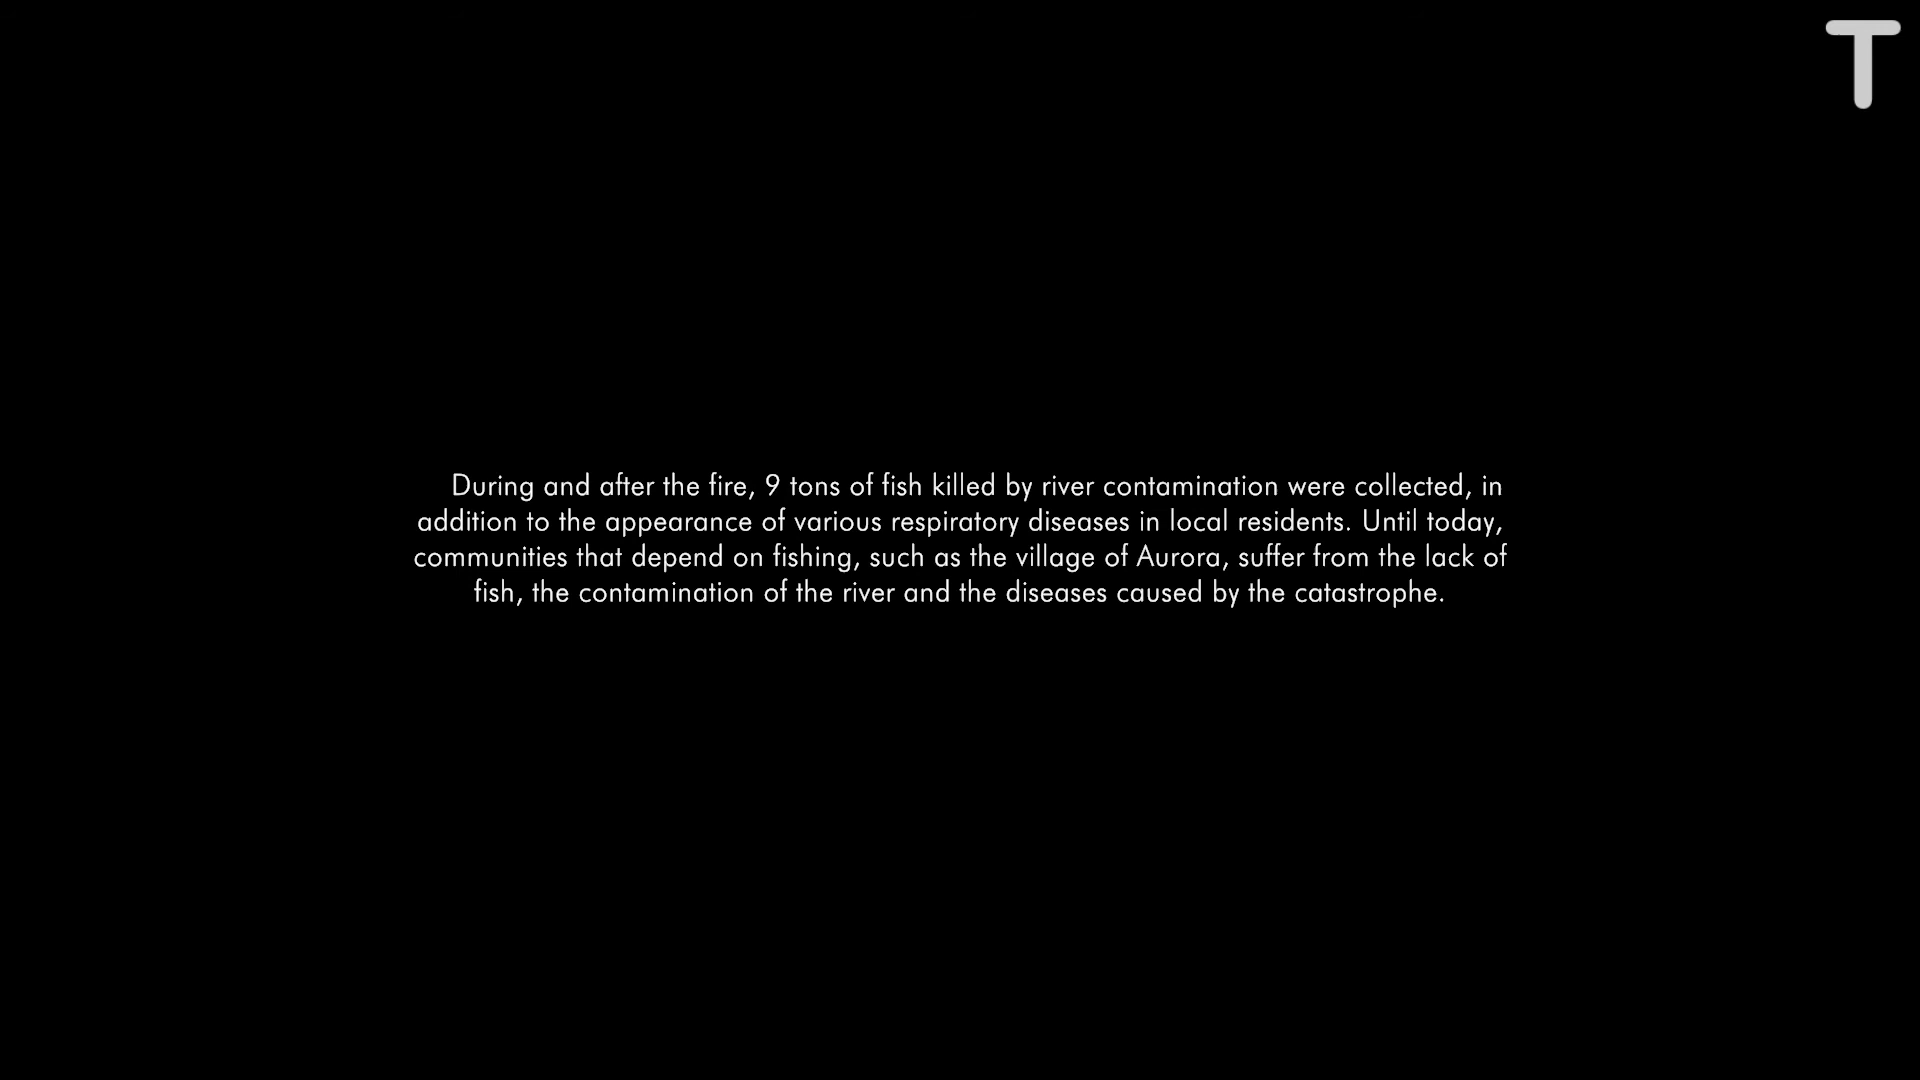 T
During and after the fire, 9 tons of fish killed by river contamination were collected, in
addition to the appearance of various respiratory diseases in local residents. Until today,
communities that depend on fishing, such as the village of Aurora, suffer from the lack of
fish, the contamination of the river and the diseases caused by the catastrophe.